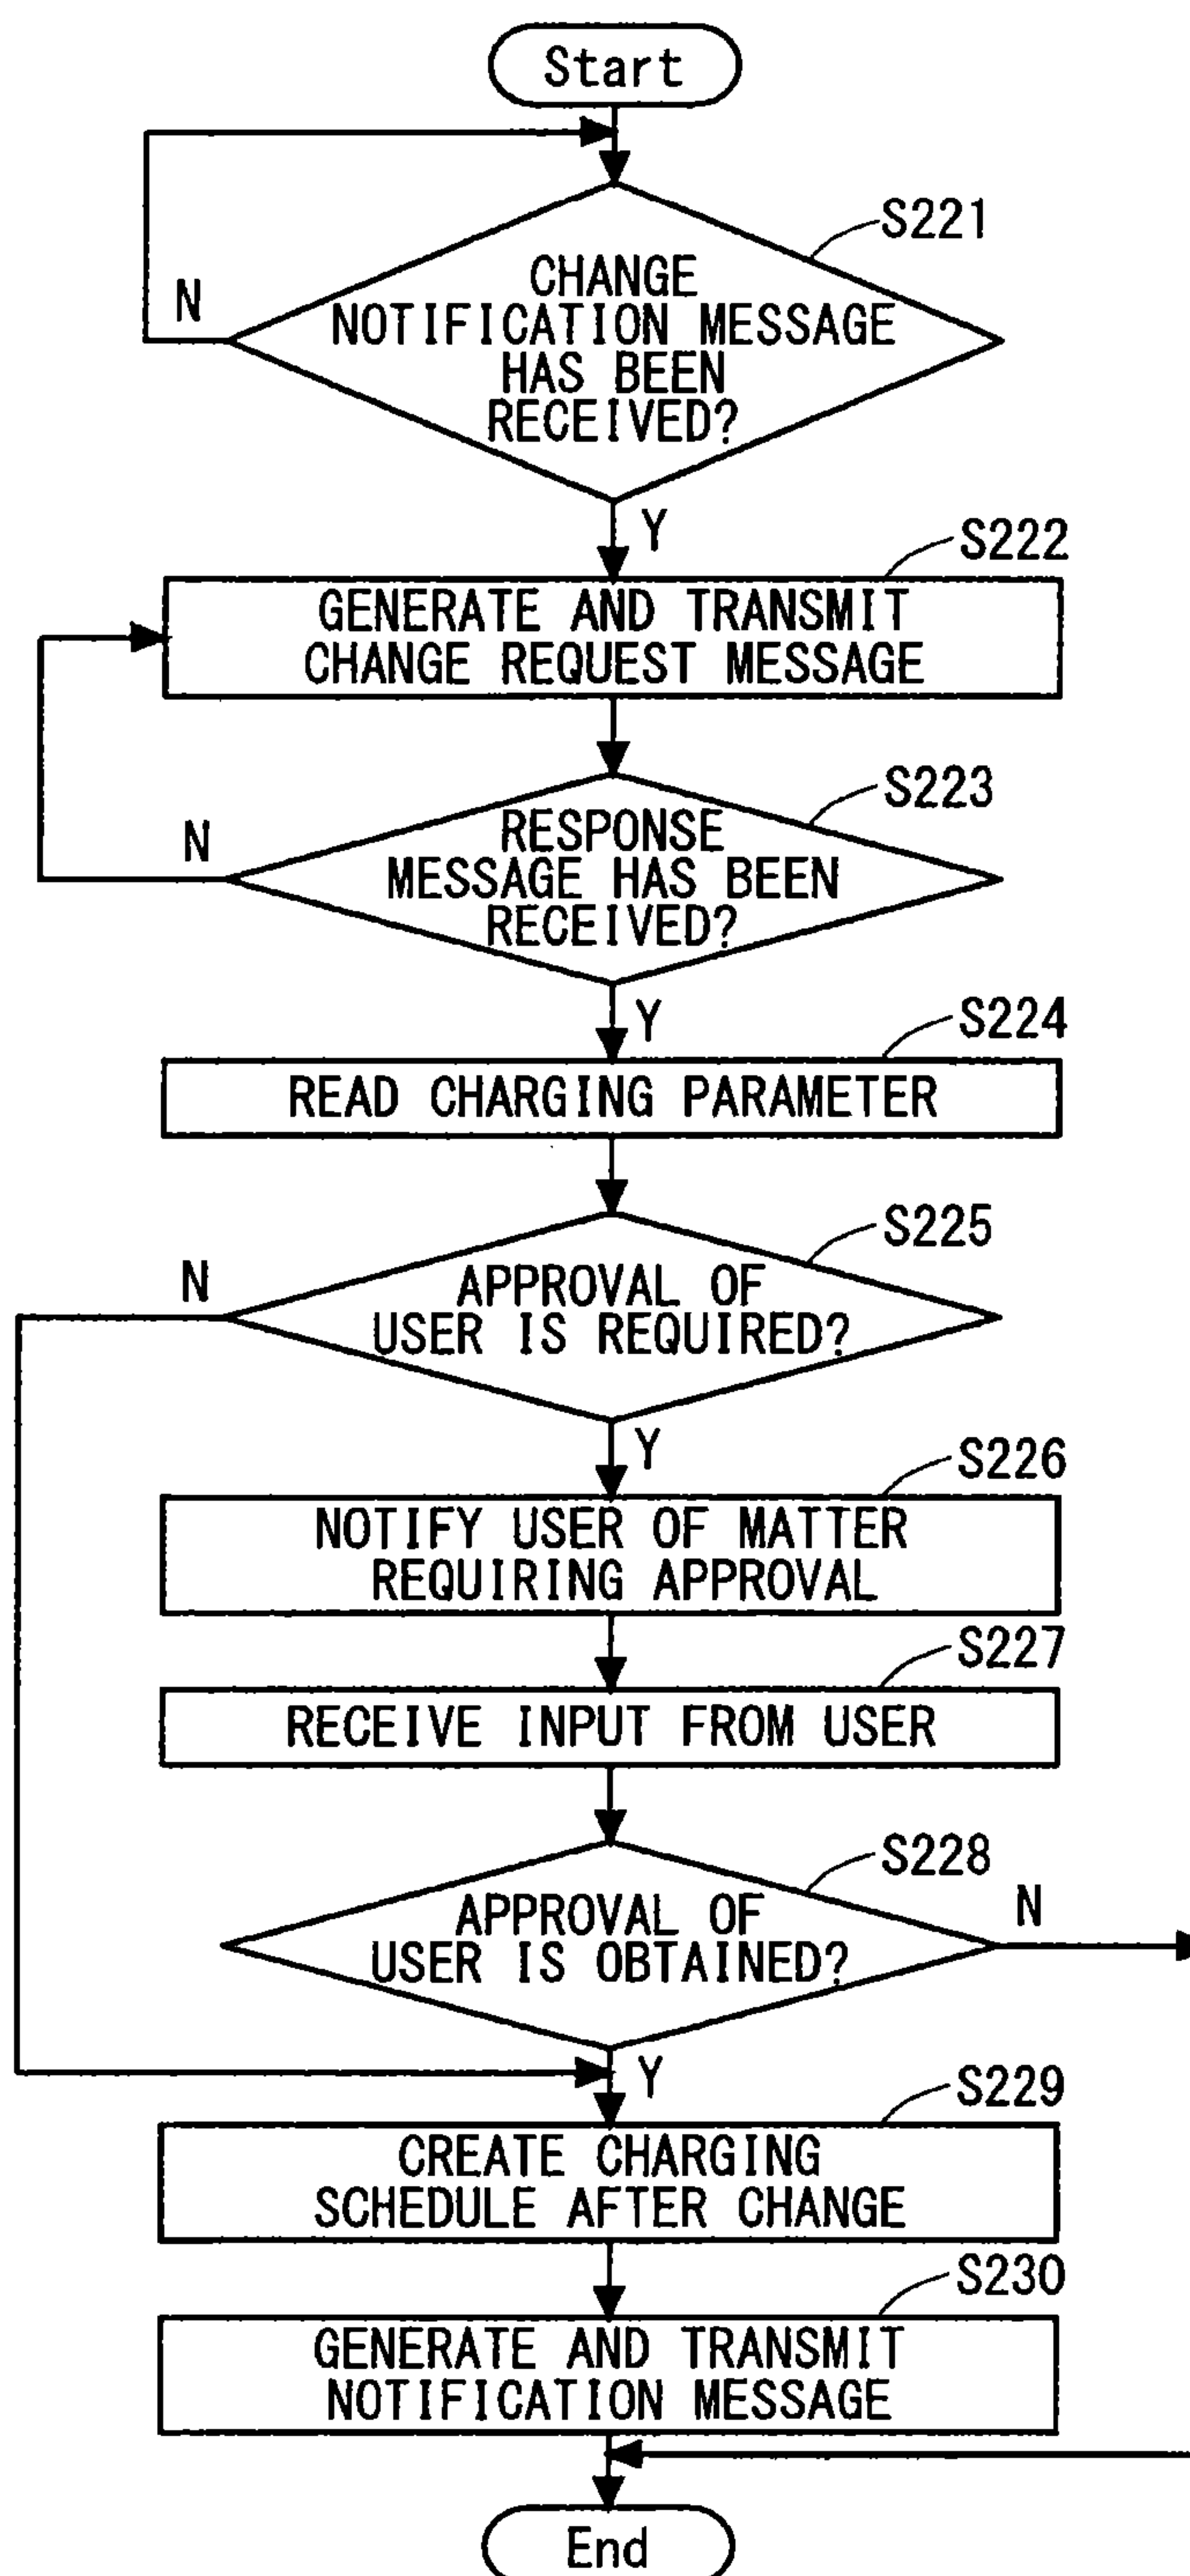 Start
S221
CHANGE
NOTIFICATION MESSAGE
HAS BEEN
RECEIVED?
N
Y
S222
GENERATE AND TRANSMIT
CHANGE REQUEST MESSAGE
S223
RESPONSE
MESSAGE HAS BEEN
RECEIVED?
N
Y
S224
READ CHARGING PARAMETER
S225
APPROVAL OF
USER IS REQUIRED?
N
Y
S226
NOTIFY USER OF MATTER
REQUIRING APPROVAL
S227
RECEIVE INPUT FROM USER
S228
APPROVAL OF
USER IS OBTAINED?
N
Y
S229
CREATE CHARGING
SCHEDULE AFTER CHANGE
S230
GENERATE AND TRANSMIT
NOTIFICATION MESSAGE
End